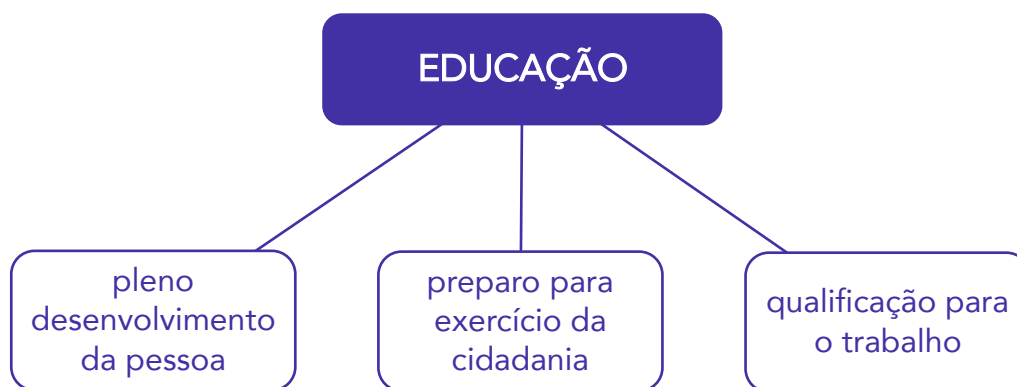 EDUCAÇÃO
pleno
desenvolvimento
da pessoa
preparo para
exercício da
cidadania
qualificação para
o trabalho